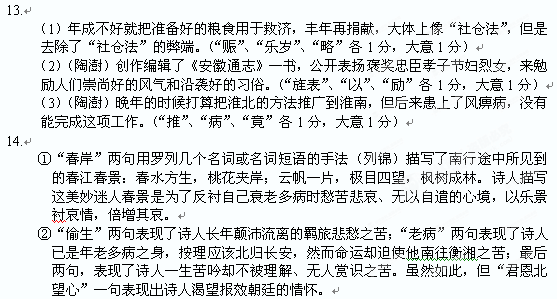 13.
（1）年成不好就把准备好的粮食用于救济，丰年再捐献，大体上像“社仓法”，但是
去除了“社仓法”的弊端。（“赈”、“乐岁”、“略”各 1 分，大意 1 分）
（2）（陶澍）创作编辑了《安徽通志》一书，公开表扬褒奖忠臣孝子节妇烈女，来勉
励人们崇尚好的风气和沿袭好的习俗。（“旌表”、“以”、“励”各 1 分，大意 1 分）
（3）（陶澍）晚年的时候打算把淮北的方法推广到淮南，但后来患上了风痹病，没有
能完成这项工作。（“推”、“病”、“竟”各 1 分，大意 1 分）
14.
①“春岸”两句用罗列几个名词或名词短语的手法（列锦）描写了南行途中所见到
的春江春景：春水方生，桃花夹岸；云帆一片，极目四望，枫树成林。诗人描写
这美妙迷人春景是为了反衬自己衰老多病时愁苦悲哀、无以自遣的心境，以乐景
衬哀情，倍增其哀。
②“偷生”两句表现了诗人长年颠沛流离的羁旅悲愁之苦；“老病”两句表现了诗人
已是年老多病之身，按理应该北归长安，然而命运却迫使他南往衡湘之苦；最后
两句，表现了诗人一生苦吟却不被理解、无人赏识之苦。虽然如此，但“君恩北
望心”一句表现出诗人渴望报效朝廷的情怀。